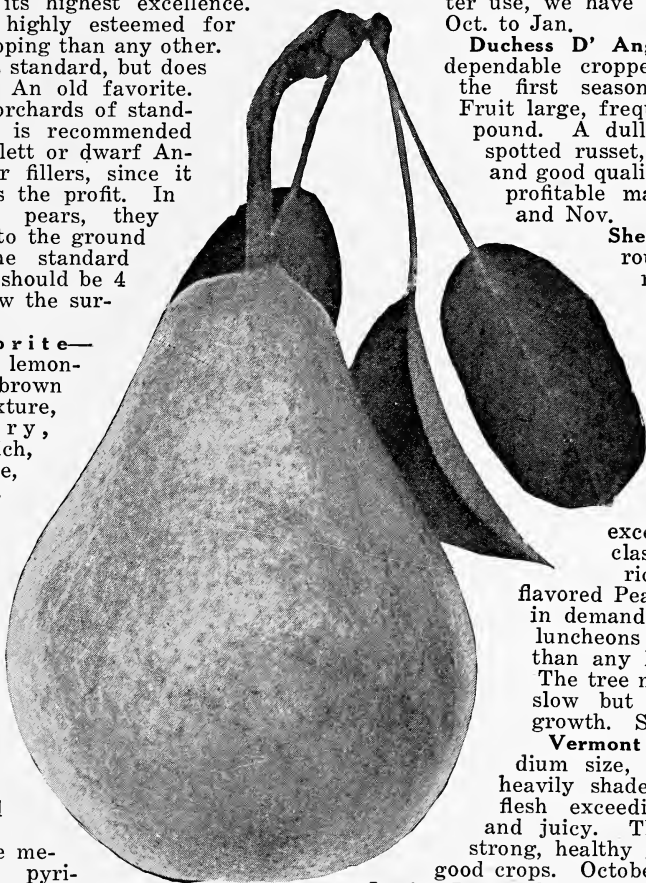 its highest excellence.
highly esteemed for
pping than any other.
standard, but does
An old favorite.
orchards of stand-
is recommended
lett or dwarf An-
r fillers, since it
s the profit. In
pears, they
to the ground
he standard
should be 4
w the sur-
orite—
lemon-
brown
xture,
ry,
ach,
e,
e me-
pyri-
ter use, we have
Oct. to Jan.
Duchess D' Ang
dependable croppe
the first season
Fruit large, frequ
pound. A dull
spotted russet,
and good quali
profitable ma
and Nov.
She
rou
exce
clas
ric
flavored Pea
in demand
luncheons
than any
The tree m
slow but
growth. S
Vermont
dium size,
heavily shade
flesh exceedi
and juicy. T
strong, healthy
good crops. Octobe